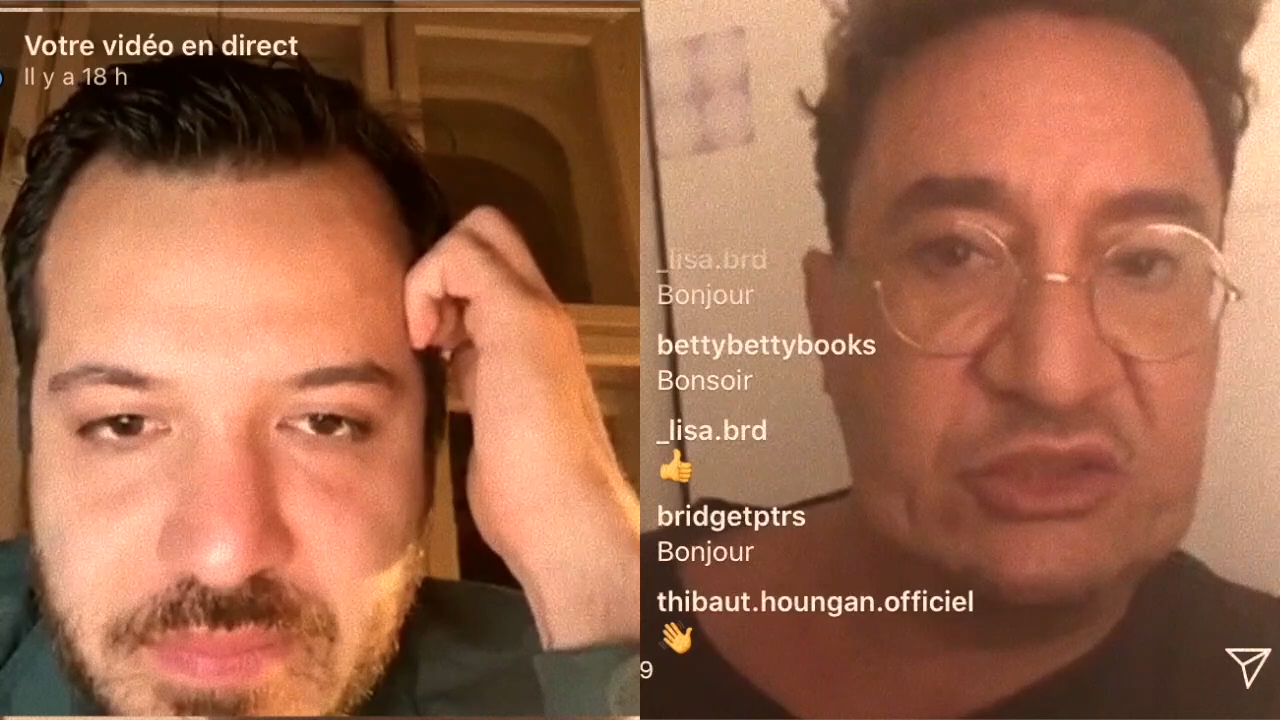 Votre vidéo en direct
Il y a 18 h
_lisa.brd
Bonjour
bettybettybooks
Bonsoir
_lisa.brd
👍
bridgetptrs
Bonjour
thibaut.houngan.officiel
👋
9